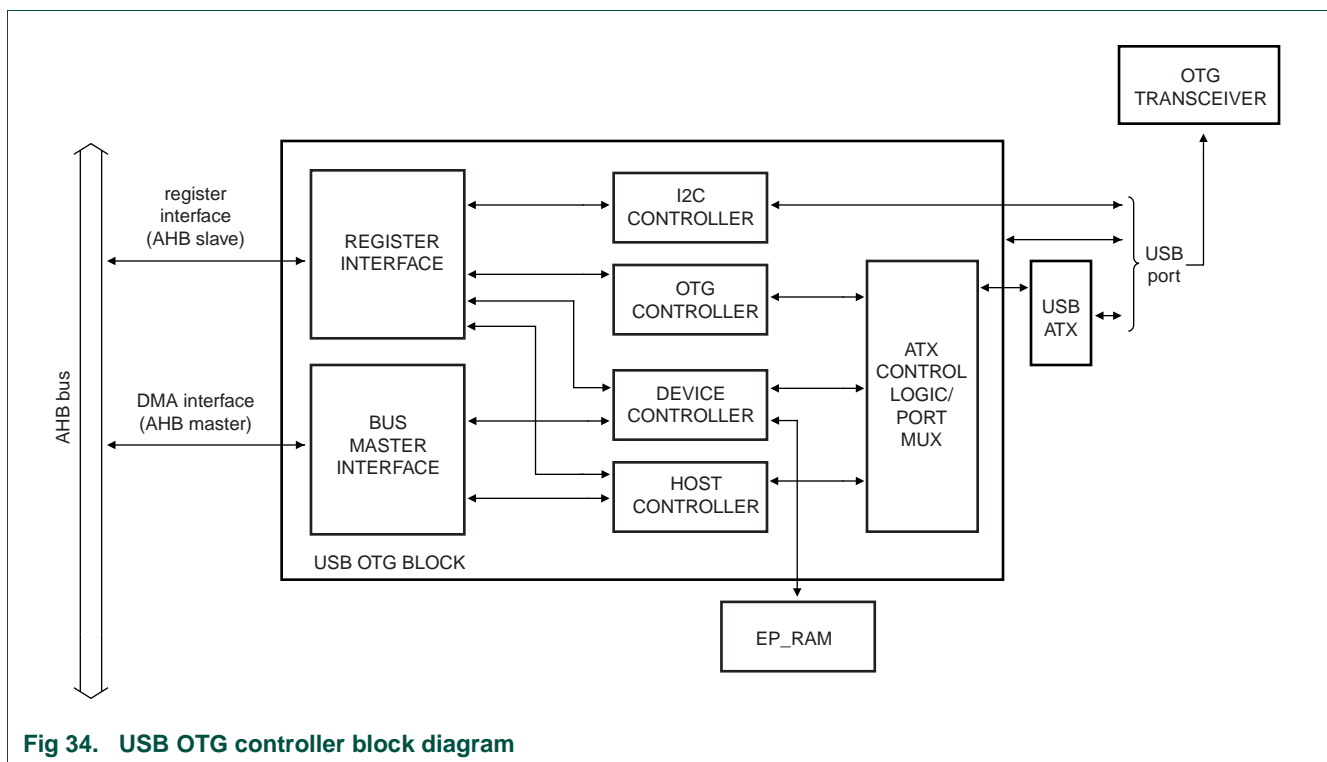 OTG
TRANSCEIVER
register
interface
(AHB slave)
REGISTER
INTERFACE
I2C
CONTROLLER
OTG
CONTROLLER
USB
port
USB
ATX
ATX
CONTROL
LOGIC/
PORT
MUX
AHB bus
DMA interface
(AHB master)
BUS
MASTER
INTERFACE
DEVICE
CONTROLLER
HOST
CONTROLLER
USB OTG BLOCK
EP_RAM
Fig 34. USB OTG controller block diagram